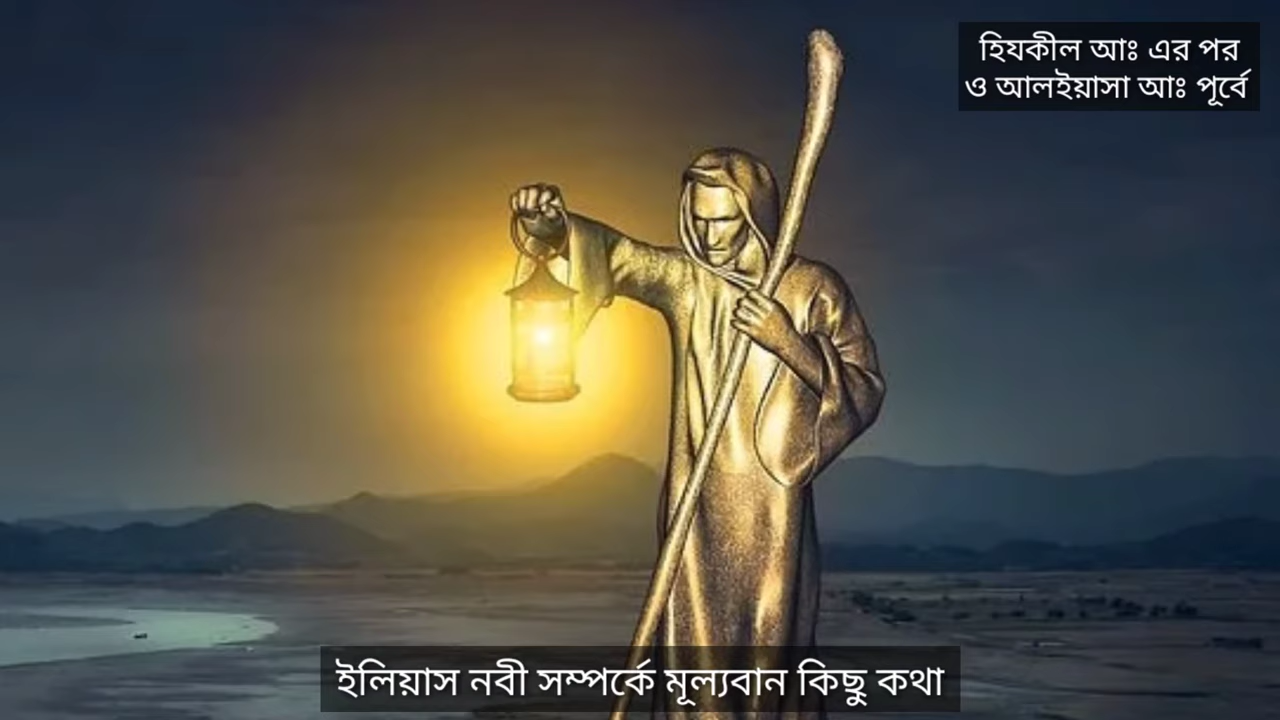 হিযকীল আঃ এর পর
ও আলইয়াসা আঃ পূর্বে
ইলিয়াস নবী সম্পর্কে মূল্যবান কিছু কথা